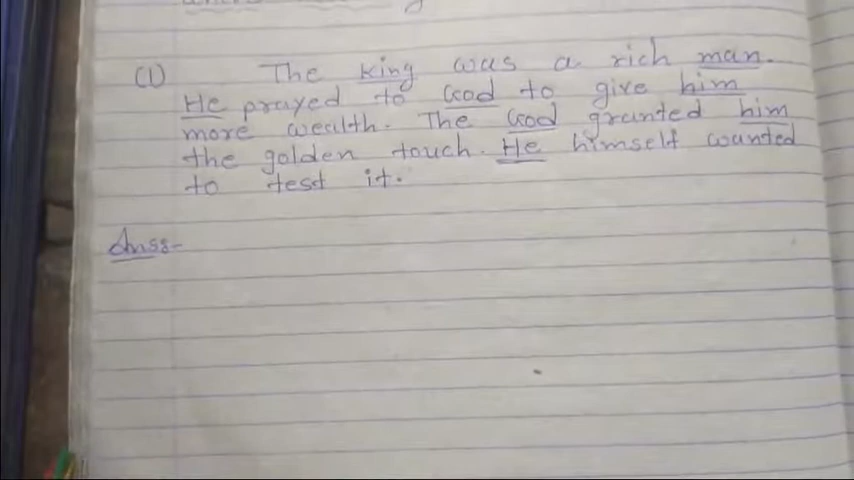 (1) The King was a rich man.
He prayed to God to give him
more wealth. The God granted him
the golden touch. He himself wanted
to test it.
Ans:-